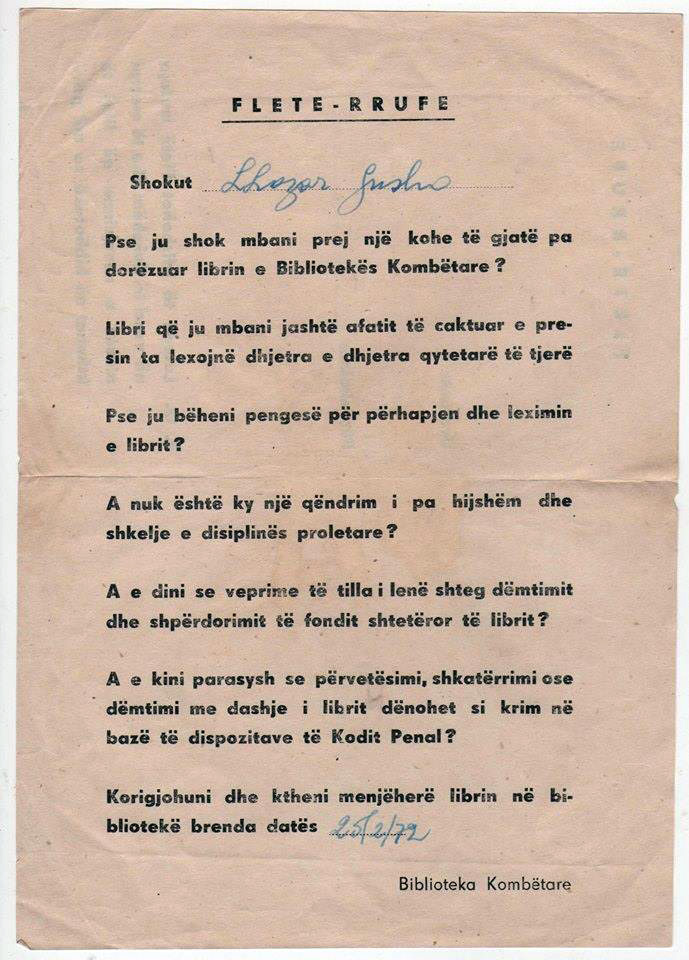 FLETE-RRUFE
Shokut Llazar Gusho
Pse ju shok mbani prej një kohe të gjatë pa
dorëzuar librin e Bibliotekës Kombëtare?
Libri që ju mbani jashtë afatit të caktuar e pre-
sin ta lexojnë dhjetra e dhjetra qytetarë të tjerë
Pse ju bëheni pengesë për përhapjen dhe leximin
e librit?
A nuk është ky një qëndrim i pa hijshëm dhe
shkelje e disiplinës proletare?
A e dini se veprime të tilla i lenë shteg dëmtimit
dhe shpërdorimit të fondit shtetëror të librit?
A e kini parasysh se përvetësimi, shkatërrimi ose
dëmtimi me dashje i librit dënohet si krim në
bazë të dispozitave të Kodit Penal?
Korigjohuni dhe ktheni menjëherë librin në bi-
bliotekë brenda datës 25/2/72
Biblioteka Kombëtare